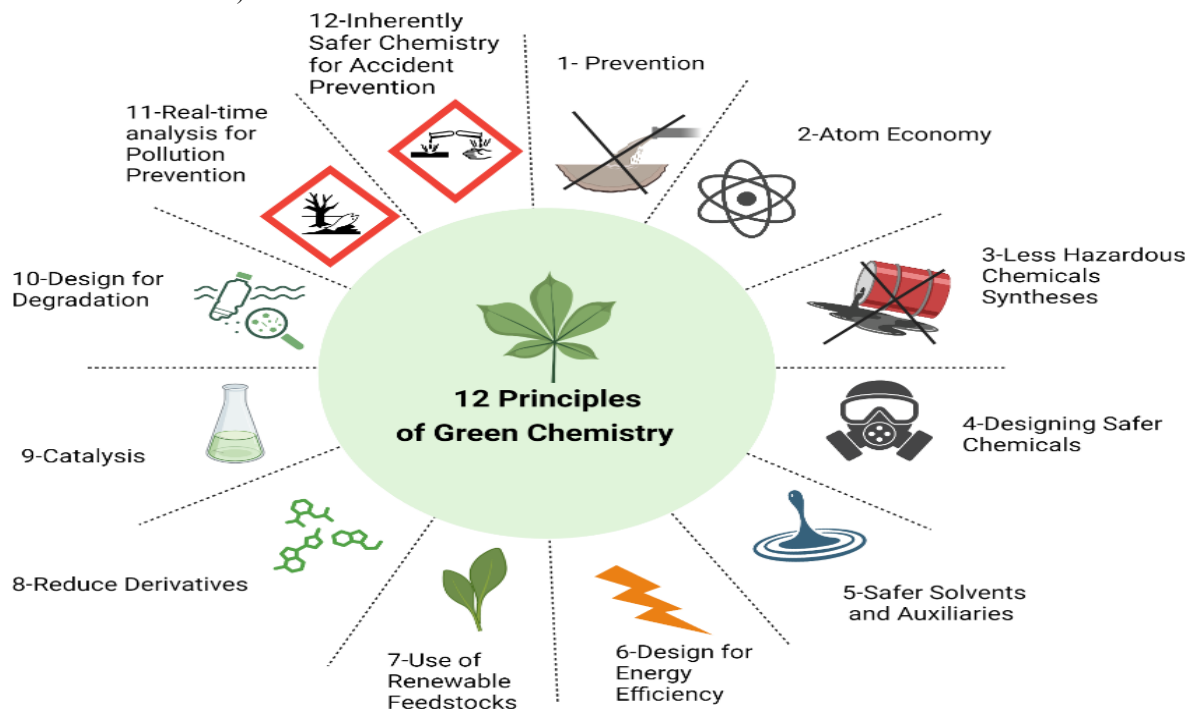 12-Inherently
Safer Chemistry
for Accident
Prevention
1- Prevention
2-Atom Economy
3-Less Hazardous
Chemicals
Syntheses
4-Designing Safer
Chemicals
5-Safer Solvents
and Auxiliaries
6-Design for
Energy
Efficiency
7-Use of
Renewable
Feedstocks
8-Reduce Derivatives
9-Catalysis
10-Design for
Degradation
11-Real-time
analysis for
Pollution
Prevention
12 Principles
of Green Chemistry